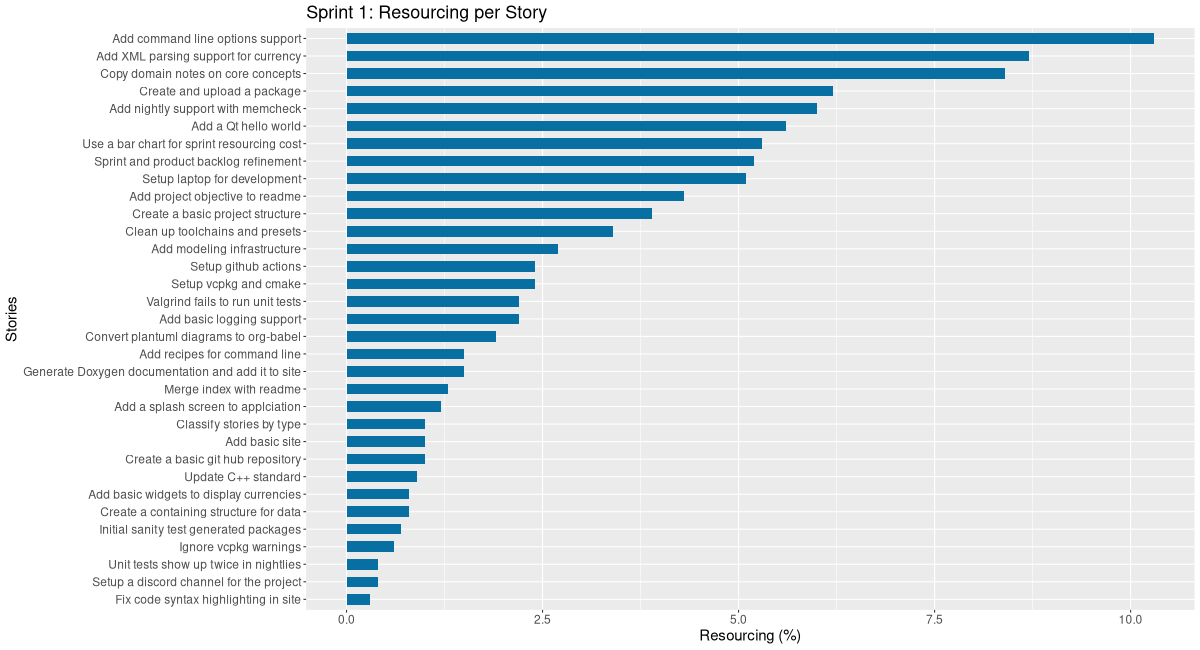 Sprint 1: Resourcing per Story
Add command line options support
Add XML parsing support for currency
Copy domain notes on core concepts
Create and upload a package
Add nightly support with memcheck
Add a Qt hello world
Use a bar chart for sprint resourcing cost
Sprint and product backlog refinement
Setup laptop for development
Add project objective to readme
Create a basic project structure
Clean up toolchains and presets
Add modeling infrastructure
Setup github actions
Setup vcpkg and cmake
Valgrind fails to run unit tests
Add basic logging support
Convert plantuml diagrams to org-babel
Add recipes for command line
Generate Doxygen documentation and add it to site
Merge index with readme
Add a splash screen to applciation
Classify stories by type
Add basic site
Create a basic git hub repository
Update C++ standard
Add basic widgets to display currencies
Create a containing structure for data
Initial sanity test generated packages
Ignore vcpkg warnings
Unit tests show up twice in nightlies
Setup a discord channel for the project
Fix code syntax highlighting in site
Stories
0.0 2.5 5.0 7.5 10.0
Resourcing (%)